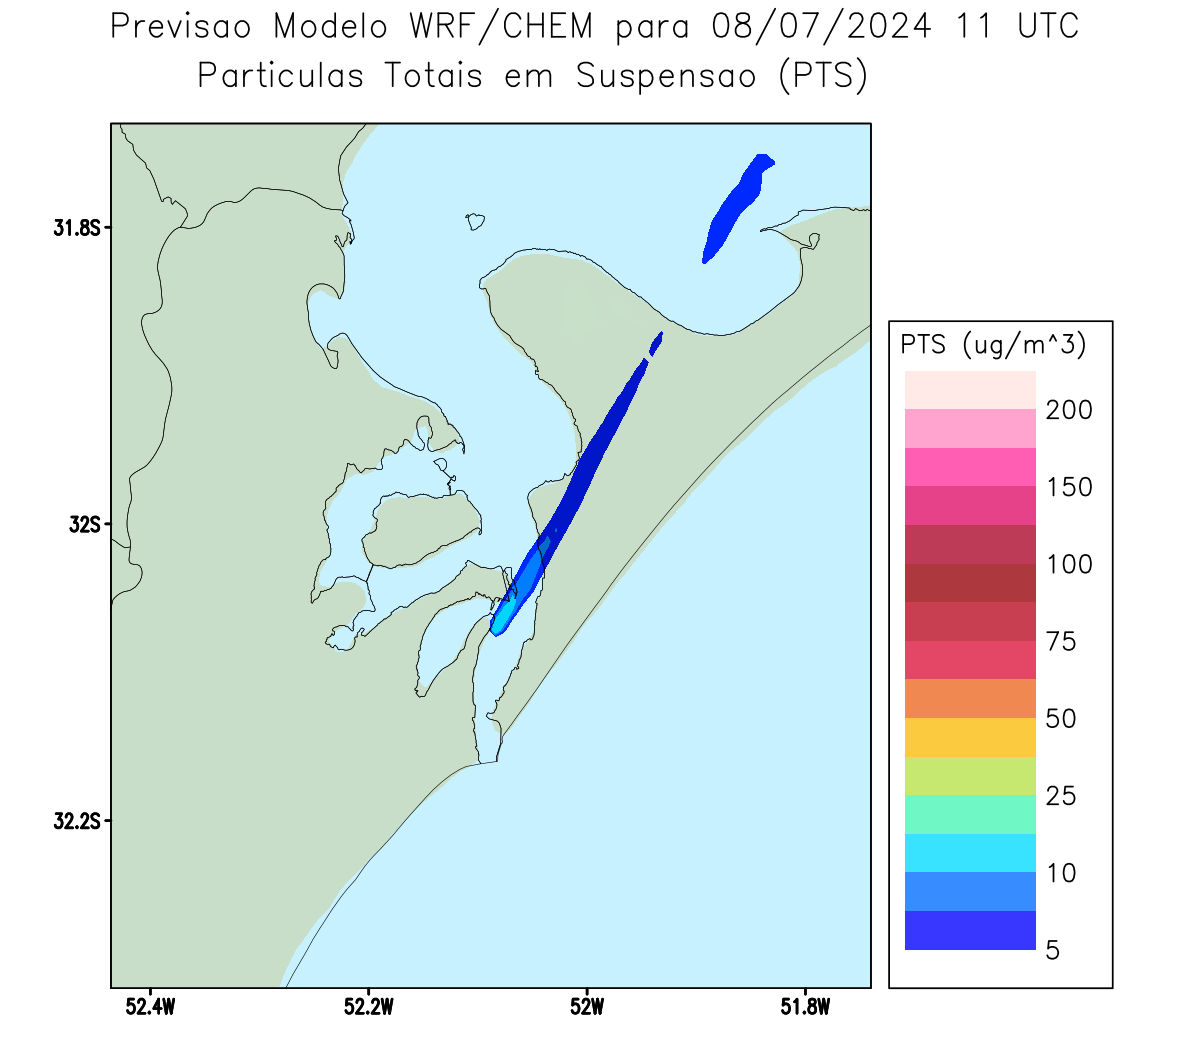 Previsao Modelo WRF/CHEM para 08/07/2024 11 UTC
Particulas Totais em Suspensao (PTS)
31.8S
32S
32.2S
52.4W
52.2W
52W
51.8W
PTS (ug/m^3)
200
150
100
75
50
25
10
5